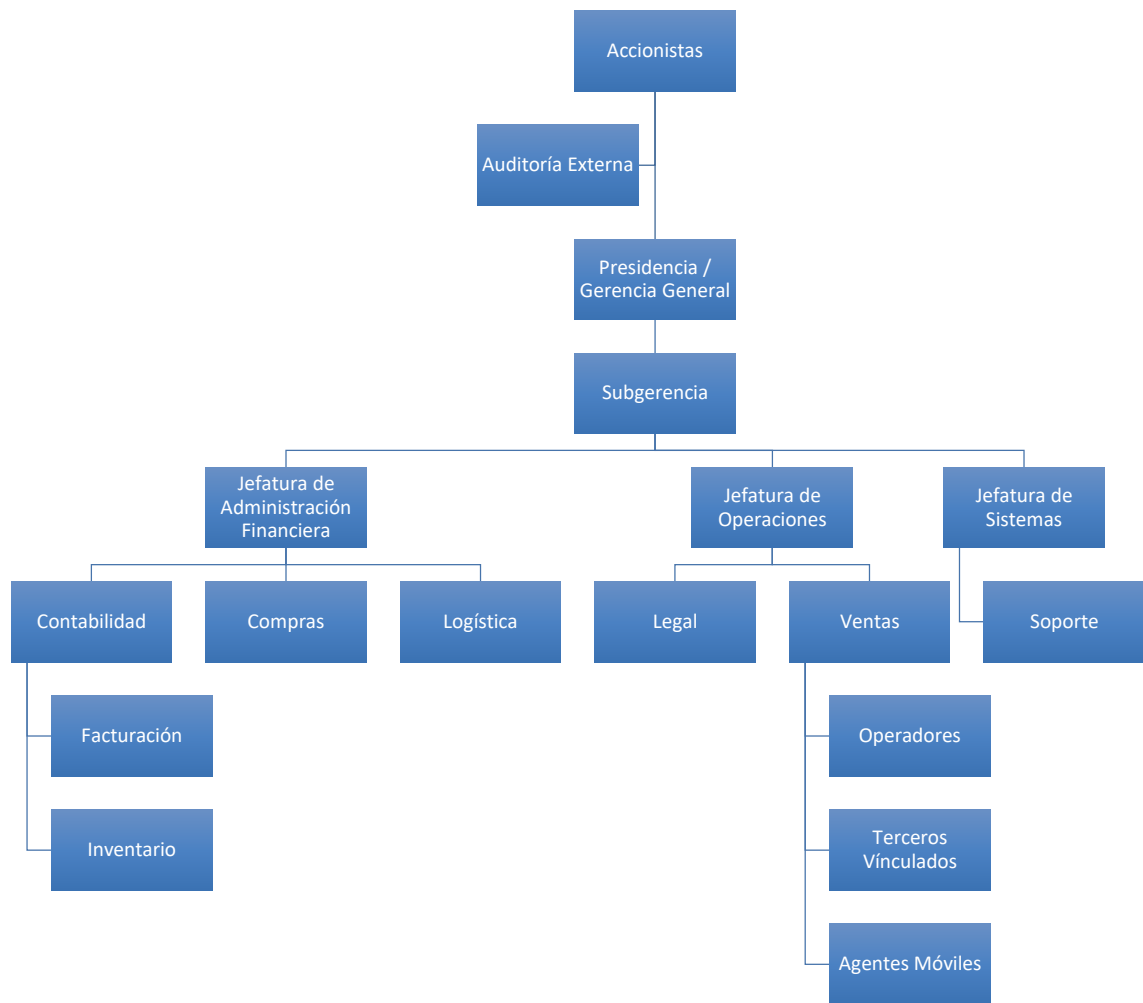 Accionistas
Auditoría Externa
Presidencia /
Gerencia General
Subgerencia
Jefatura de
Administración
Financiera
Jefatura de
Operaciones
Jefatura de
Sistemas
Contabilidad
Compras
Logística
Legal
Ventas
Soporte
Facturación
Operadores
Inventario
Terceros
Vínculados
Agentes Móviles